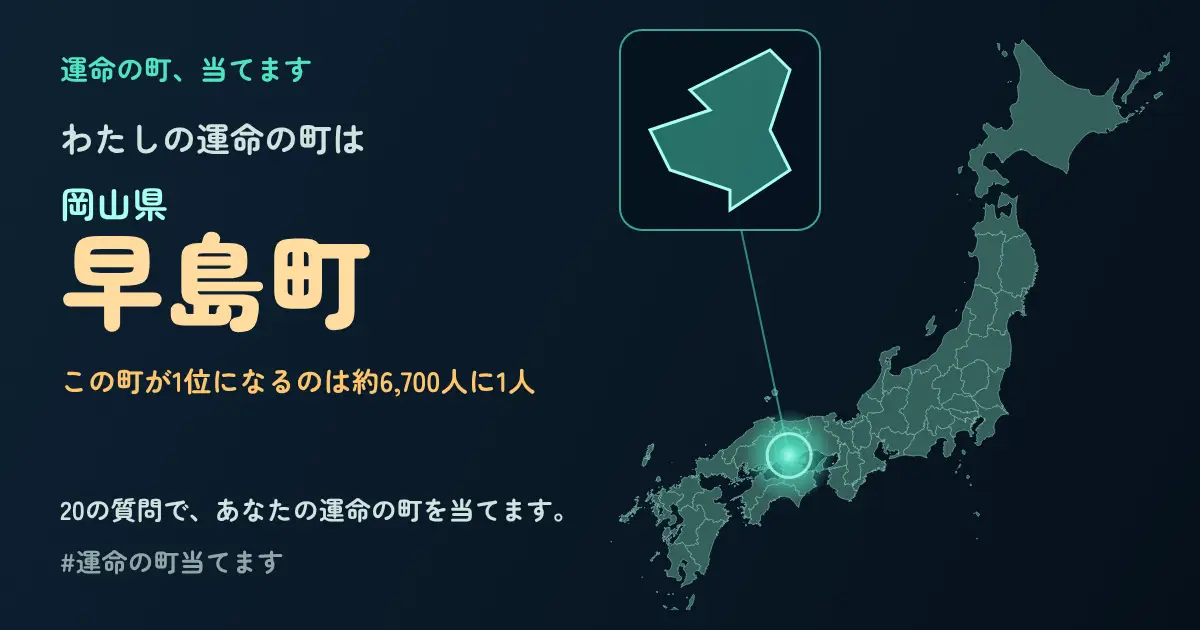 運命の町、当てます
わたしの運命の町は
岡山県
早島町
この町が1位になるのは約6,700人に1人
20の質問で、あなたの運命の町を当てます。
#運命の町当てます